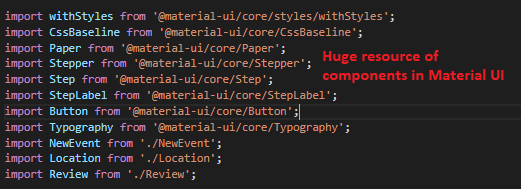 import withStyles from '@material-ui/core/styles/withStyles';
import CssBaseline from '@material-ui/core/CssBaseline';
import Paper from '@material-ui/core/Paper';
import Stepper from '@material-ui/core/Stepper';
import Step from '@material-ui/core/Step';
import StepLabel from '@material-ui/core/StepLabel';
import Button from '@material-ui/core/Button';
import Typography from '@material-ui/core/Typography';
import NewEvent from './NewEvent';
import Location from './Location';
import Review from './Review';
Huge resource of
components in Material UI